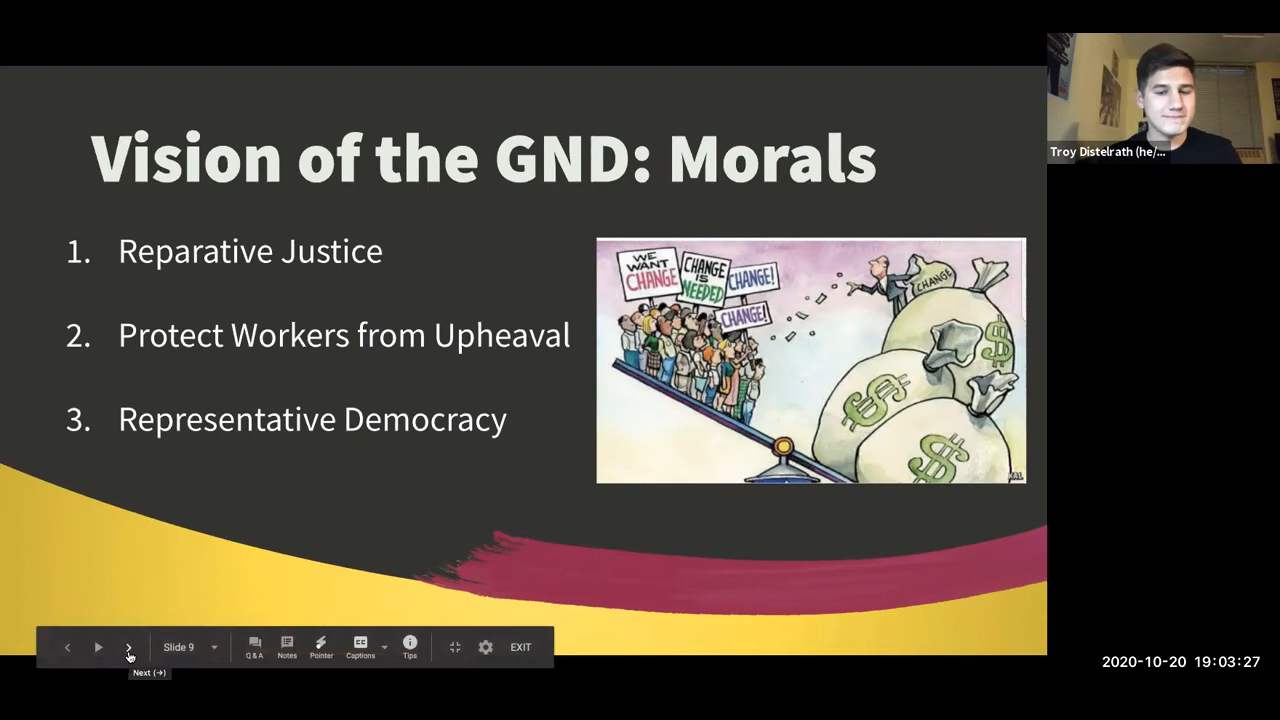 Vision of the GND: Morals
1. Reparative Justice
2. Protect Workers from Upheaval
3. Representative Democracy
WE
WANT
CHANGE
CHANGE
IS
NEEDED
CHANGE!
CHANGE!
CHANGE
$
$
$
Troy Distelrath (he/...
Slide 9
Q & A
Notes
Pointer
CC
Captions
Tips
EXIT
Next (→)
2020-10-20 19:03:27